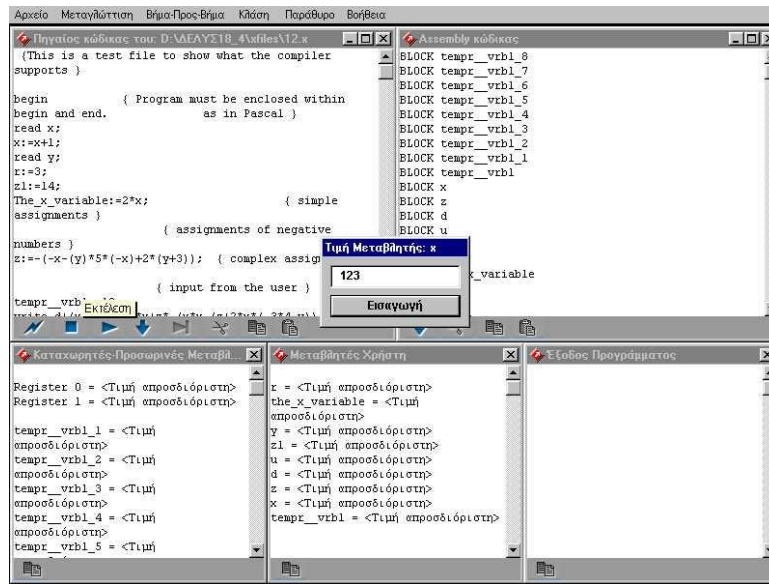 Αρχείο Μεταγλώττιση Βήμα-Προς-Βήμα Κλάση Παράθυρο Βοήθεια
Πηγαίος κώδικας του: D:\ΔΕΛΥΣ18_4\xfiles\12.x
{This is a test file to show what the compiler
supports }
begin { Program must be enclosed within
begin and end. as in Pascal }
read x;
x:=x+1;
read y;
r:=3;
z1:=14;
The_x_variable:=2*x; { simple
assignments }
{ assignments of negative
numbers }
z:=-(-x-(y)*5*(-x)+2*(y+3)); { complex assig
{ input from the user }
tempr__vrb
Εκτέλεση
Assembly κώδικας
BLOCK tempr__vrbl_8
BLOCK tempr__vrbl_7
BLOCK tempr__vrbl_6
BLOCK tempr__vrbl_5
BLOCK tempr__vrbl_4
BLOCK tempr__vrbl_3
BLOCK tempr__vrbl_2
BLOCK tempr__vrbl_1
BLOCK tempr__vrbl
BLOCK x
BLOCK z
BLOCK d
BLOCK u
x_variable
Τιμή Μεταβλητής: x
123
Εισαγωγή
Καταχωρητές-Προσωρινές Μεταβλ...
Register 0 = <Τιμή απροσδιόριστη>
Register 1 = <Τιμή απροσδιόριστη>
tempr__vrbl_1 = <Τιμή
απροσδιόριστη>
tempr__vrbl_2 = <Τιμή
απροσδιόριστη>
tempr__vrbl_3 = <Τιμή
απροσδιόριστη>
tempr__vrbl_4 = <Τιμή
απροσδιόριστη>
tempr__vrbl_5 = <Τιμή
Μεταβλητές Χρήστη
r = <Τιμή απροσδιόριστη>
the_x_variable = <Τιμή
απροσδιόριστη>
y = <Τιμή απροσδιόριστη>
z1 = <Τιμή απροσδιόριστη>
u = <Τιμή απροσδιόριστη>
d = <Τιμή απροσδιόριστη>
z = <Τιμή απροσδιόριστη>
x = <Τιμή απροσδιόριστη>
tempr__vrbl = <Τιμή απροσδιόριστη>
Έξοδος Προγράμματος